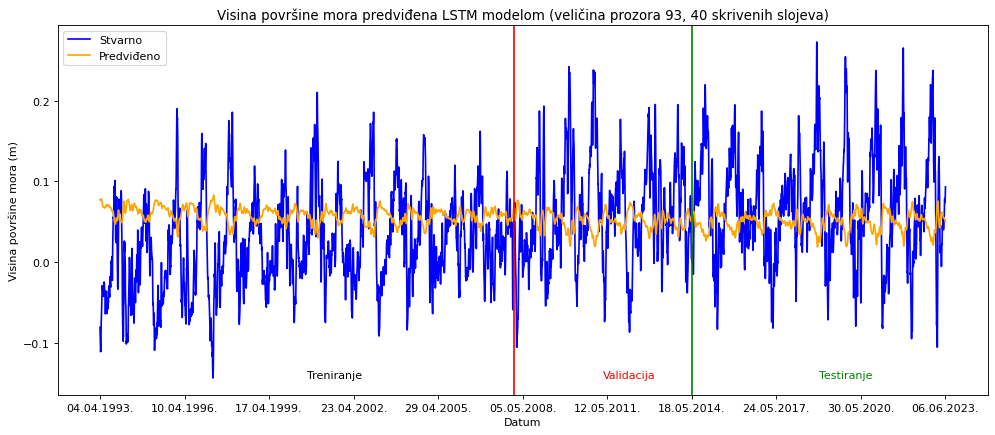 Visina površine mora predviđena LSTM modelom (veličina prozora 93, 40 skrivenih slojeva)
Stvarno
Predviđeno
Visina površine mora (m)
0.2
0.1
0.0
−0.1
Treniranje
Validacija
Testiranje
04.04.1993.
10.04.1996.
17.04.1999.
23.04.2002.
29.04.2005.
05.05.2008.
12.05.2011.
18.05.2014.
24.05.2017.
30.05.2020.
06.06.2023.
Datum